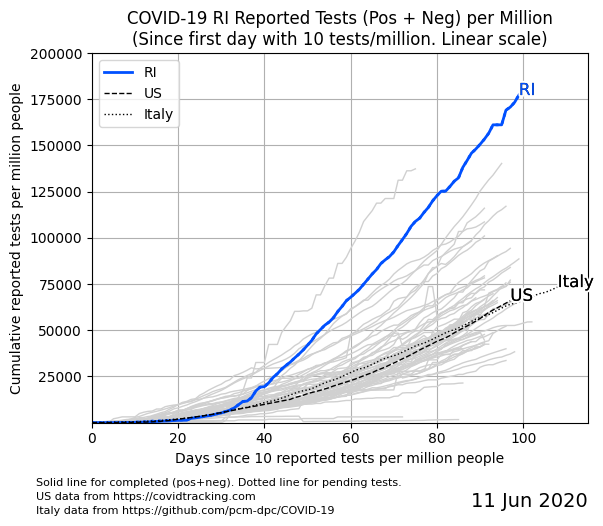 COVID-19 RI Reported Tests (Pos + Neg) per Million
(Since first day with 10 tests/million. Linear scale)
Cumulative reported tests per million people
200000
175000
150000
125000
100000
75000
50000
25000
RI
US
Italy
RI
Italy
US
0 20 40 60 80 100
Days since 10 reported tests per million people
Solid line for completed (pos+neg). Dotted line for pending tests.
US data from https://covidtracking.com
Italy data from https://github.com/pcm-dpc/COVID-19
11 Jun 2020